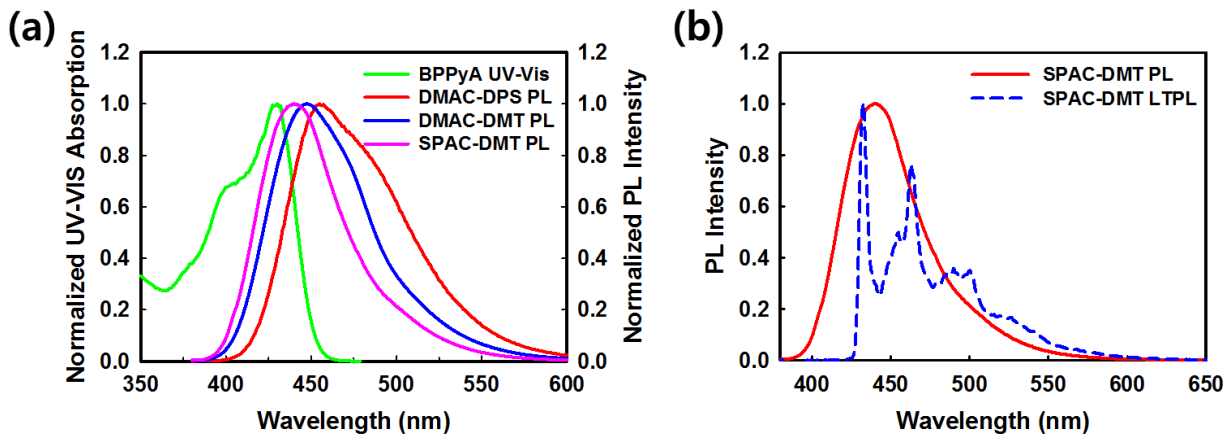 (a)
Normalized UV-VIS Absorption
1.2
1.0
0.8
0.6
0.4
0.2
0.0
350 400 450 500 550 600
Wavelength (nm)
BPPyA UV-Vis
DMAC-DPS PL
DMAC-DMT PL
SPAC-DMT PL
1.2
1.0
0.8
0.6
0.4
0.2
0.0
Normalized PL Intensity
(b)
PL Intensity
1.2
1.0
0.8
0.6
0.4
0.2
0.0
400 450 500 550 600 650
Wavelength (nm)
SPAC-DMT PL
SPAC-DMT LTPL